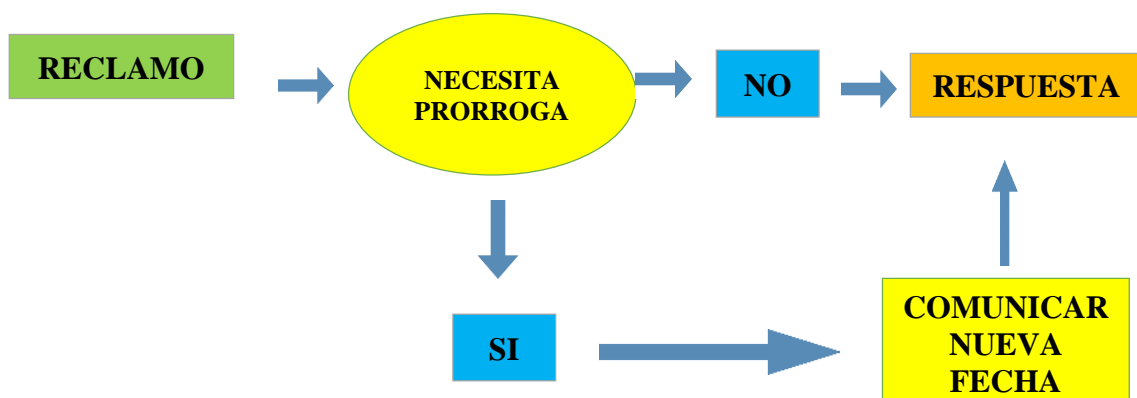 RECLAMO
NECESITA
PRORROGA
NO
RESPUESTA
SI
COMUNICAR
NUEVA
FECHA